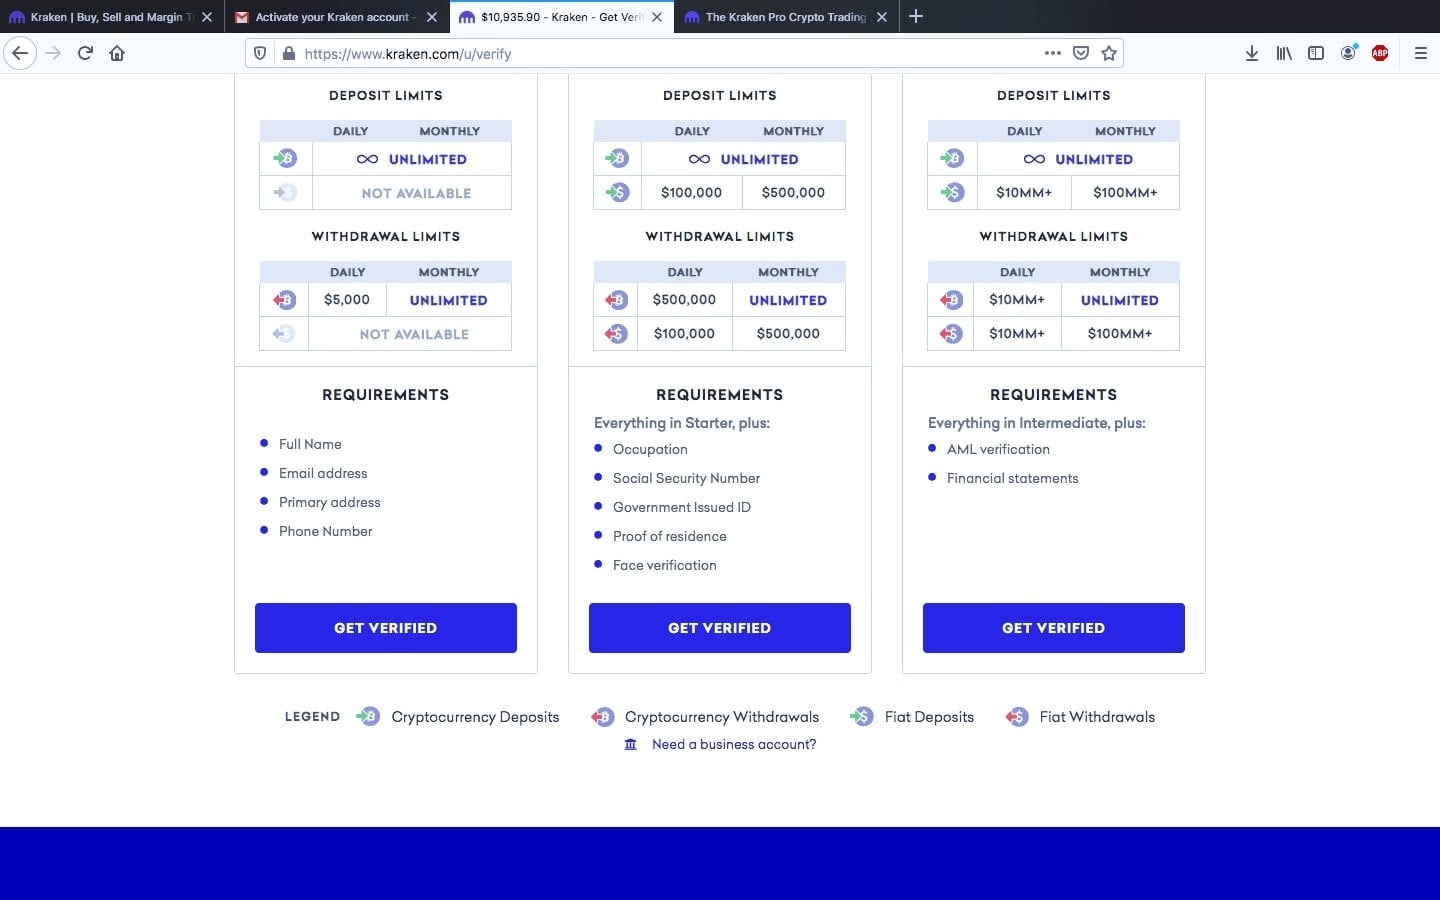 Kraken | Buy, Sell and Margin T
Activate your Kraken account -
$10,935.90 - Kraken - Get Veri
The Kraken Pro Crypto Trading
https://www.kraken.com/u/verify
ABP
DEPOSIT LIMITS
DAILY MONTHLY
UNLIMITED
NOT AVAILABLE
WITHDRAWAL LIMITS
DAILY MONTHLY
$5,000 UNLIMITED
NOT AVAILABLE
REQUIREMENTS
Full Name
Email address
Primary address
Phone Number
GET VERIFIED
DEPOSIT LIMITS
DAILY MONTHLY
UNLIMITED
$100,000 $500,000
WITHDRAWAL LIMITS
DAILY MONTHLY
$500,000 UNLIMITED
$100,000 $500,000
REQUIREMENTS
Everything in Starter, plus:
Occupation
Social Security Number
Government Issued ID
Proof of residence
Face verification
GET VERIFIED
DEPOSIT LIMITS
DAILY MONTHLY
UNLIMITED
$10MM+ $100MM+
WITHDRAWAL LIMITS
DAILY MONTHLY
$10MM+ UNLIMITED
$10MM+ $100MM+
REQUIREMENTS
Everything in Intermediate, plus:
AML verification
Financial statements
GET VERIFIED
LEGEND Cryptocurrency Deposits Cryptocurrency Withdrawals Fiat Deposits Fiat Withdrawals
Need a business account?